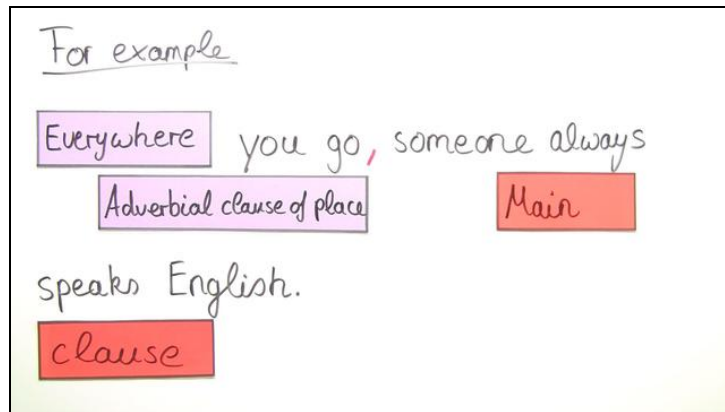 For example
Everywhere you go, someone always
Adverbial clause of place Main
speaks English.
clause